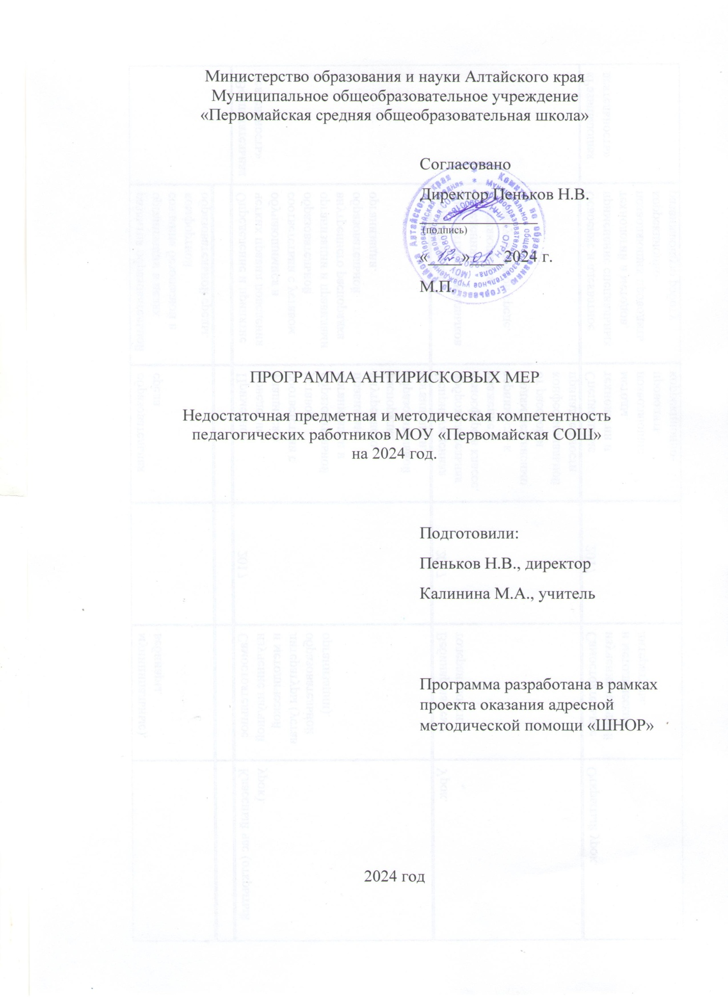 Министерство образования и науки Алтайского края
Муниципальное общеобразовательное учреждение
«Первомайская средняя общеобразовательная школа»
Согласовано
Директор Пеньков Н.В.
(подпись)
«12» 01 2024 г.
М.П.
ПРОГРАММА АНТИРИСКОВЫХ МЕР
Недостаточная предметная и методическая компетентность
педагогических работников МОУ «Первомайская СОШ»
на 2024 год.
Подготовили:
Пеньков Н.В., директор
Калинина М.А., учитель
Программа разработана в рамках
проекта оказания адресной
методической помощи «ШНОР»
2024 год